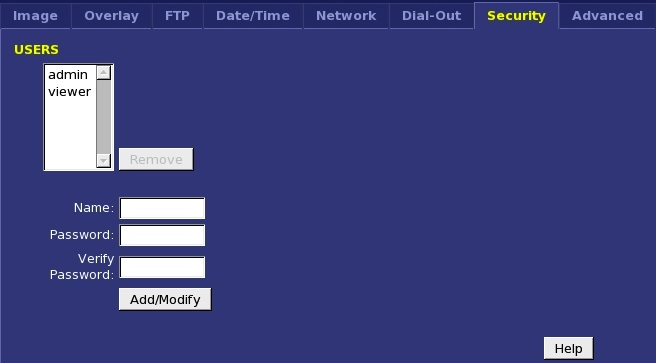 Image Overlay FTP Date/Time Network Dial-Out Security Advanced
USERS
admin
viewer
Remove
Name:
Password:
Verify
Password:
Add/Modify
Help